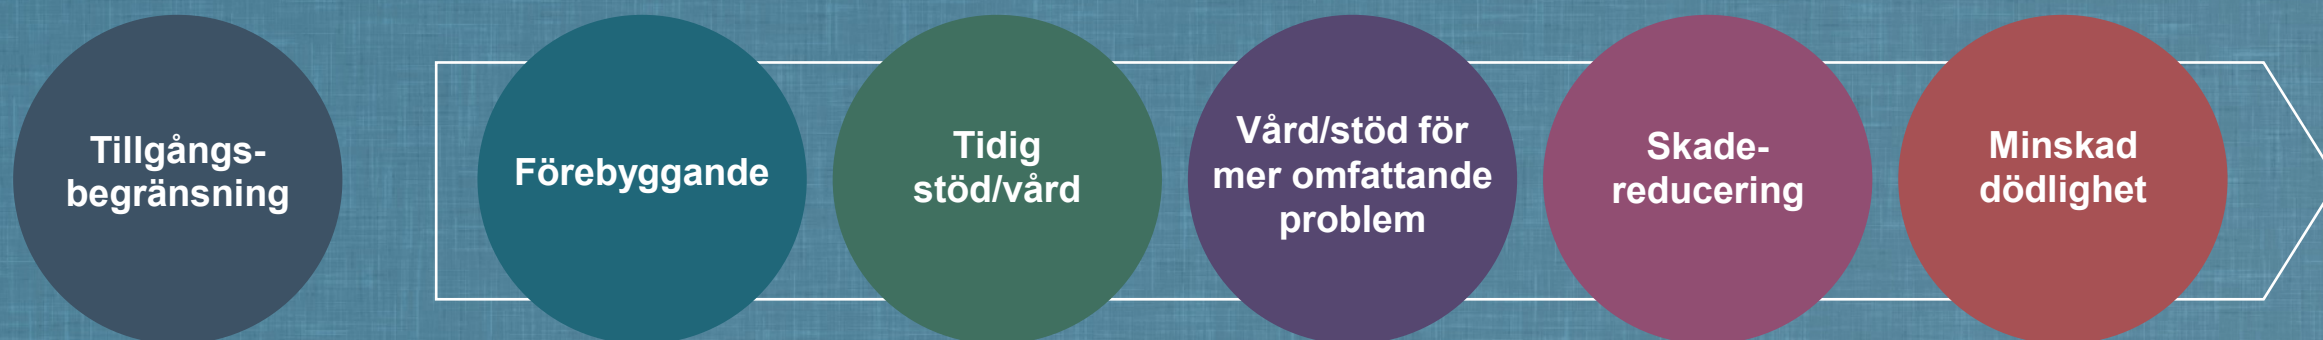 Tillgångs-
begränsning
Förebyggande
Tidig
stöd/vård
Vård/stöd för
mer omfattande
problem
Skade-
reducering
Minskad
dödlighet